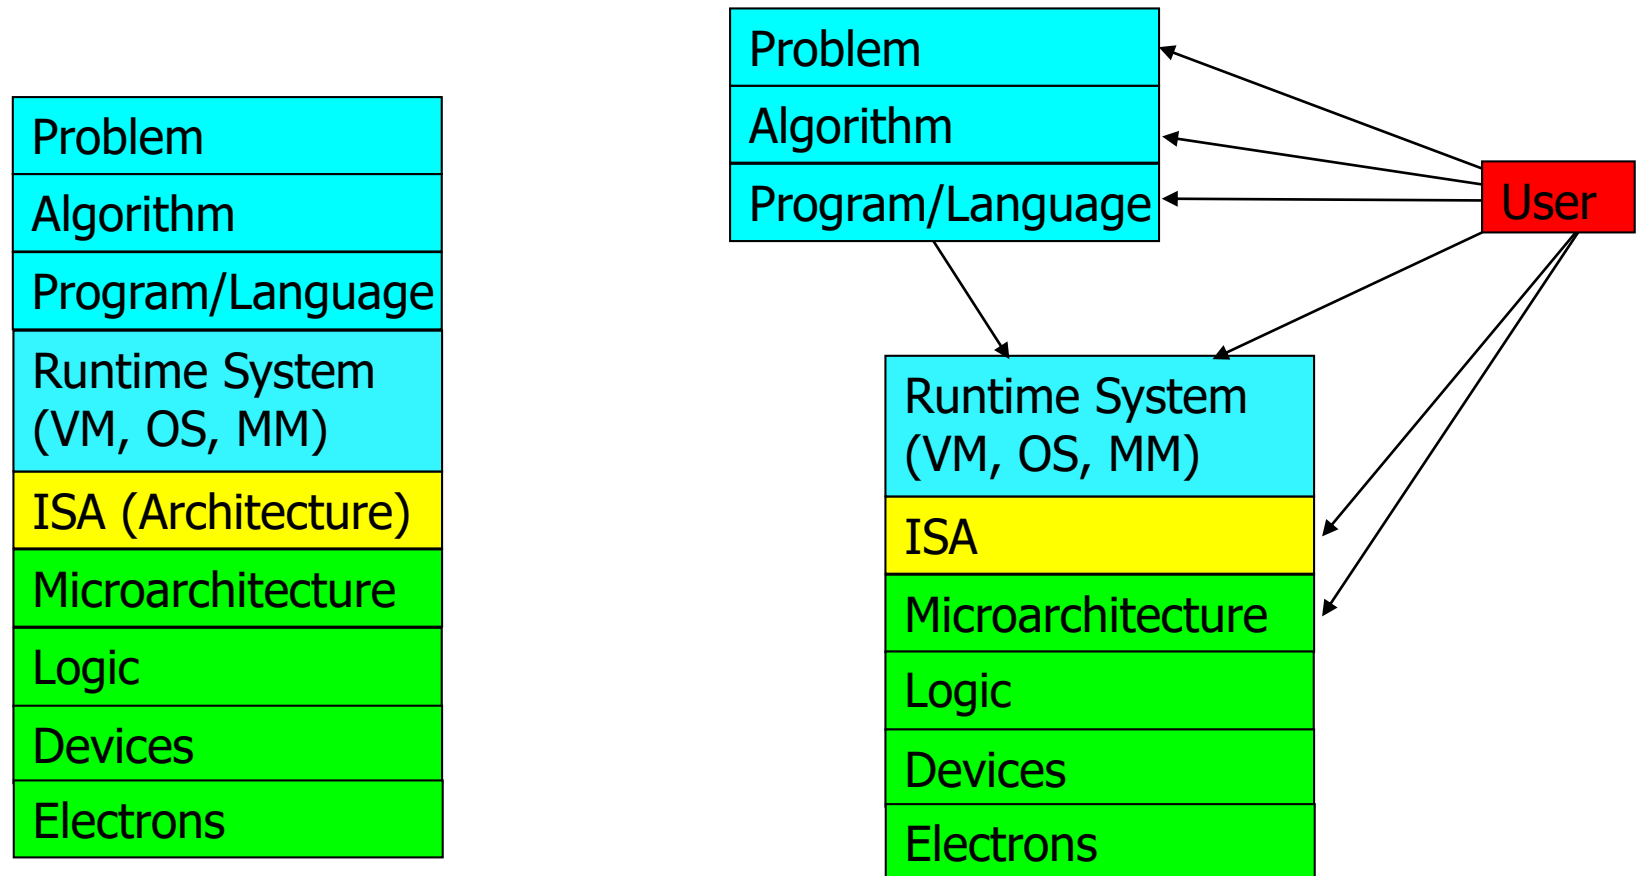 Problem
Algorithm
Program/Language
Runtime System
(VM, OS, MM)
ISA (Architecture)
Microarchitecture
Logic
Devices
Electrons
Problem
Algorithm
Program/Language
User
Runtime System
(VM, OS, MM)
ISA
Microarchitecture
Logic
Devices
Electrons